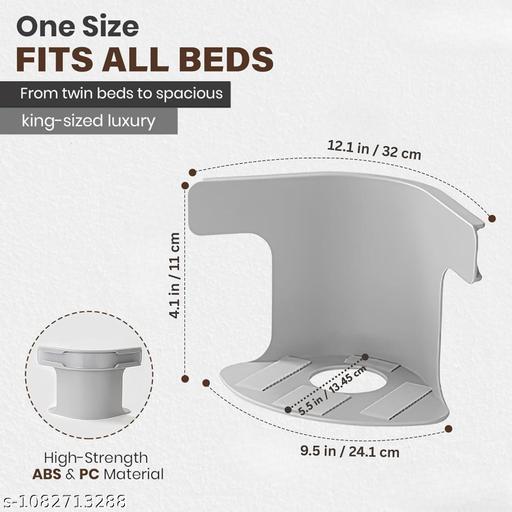 One Size
FITS ALL BEDS
From twin beds to spacious
king-sized luxury
12.1 in / 32 cm
4.1 in / 11 cm
5.5 in / 13.45 cm
9.5 in / 24.1 cm
High-Strength
ABS & PC Material
s-1082713288